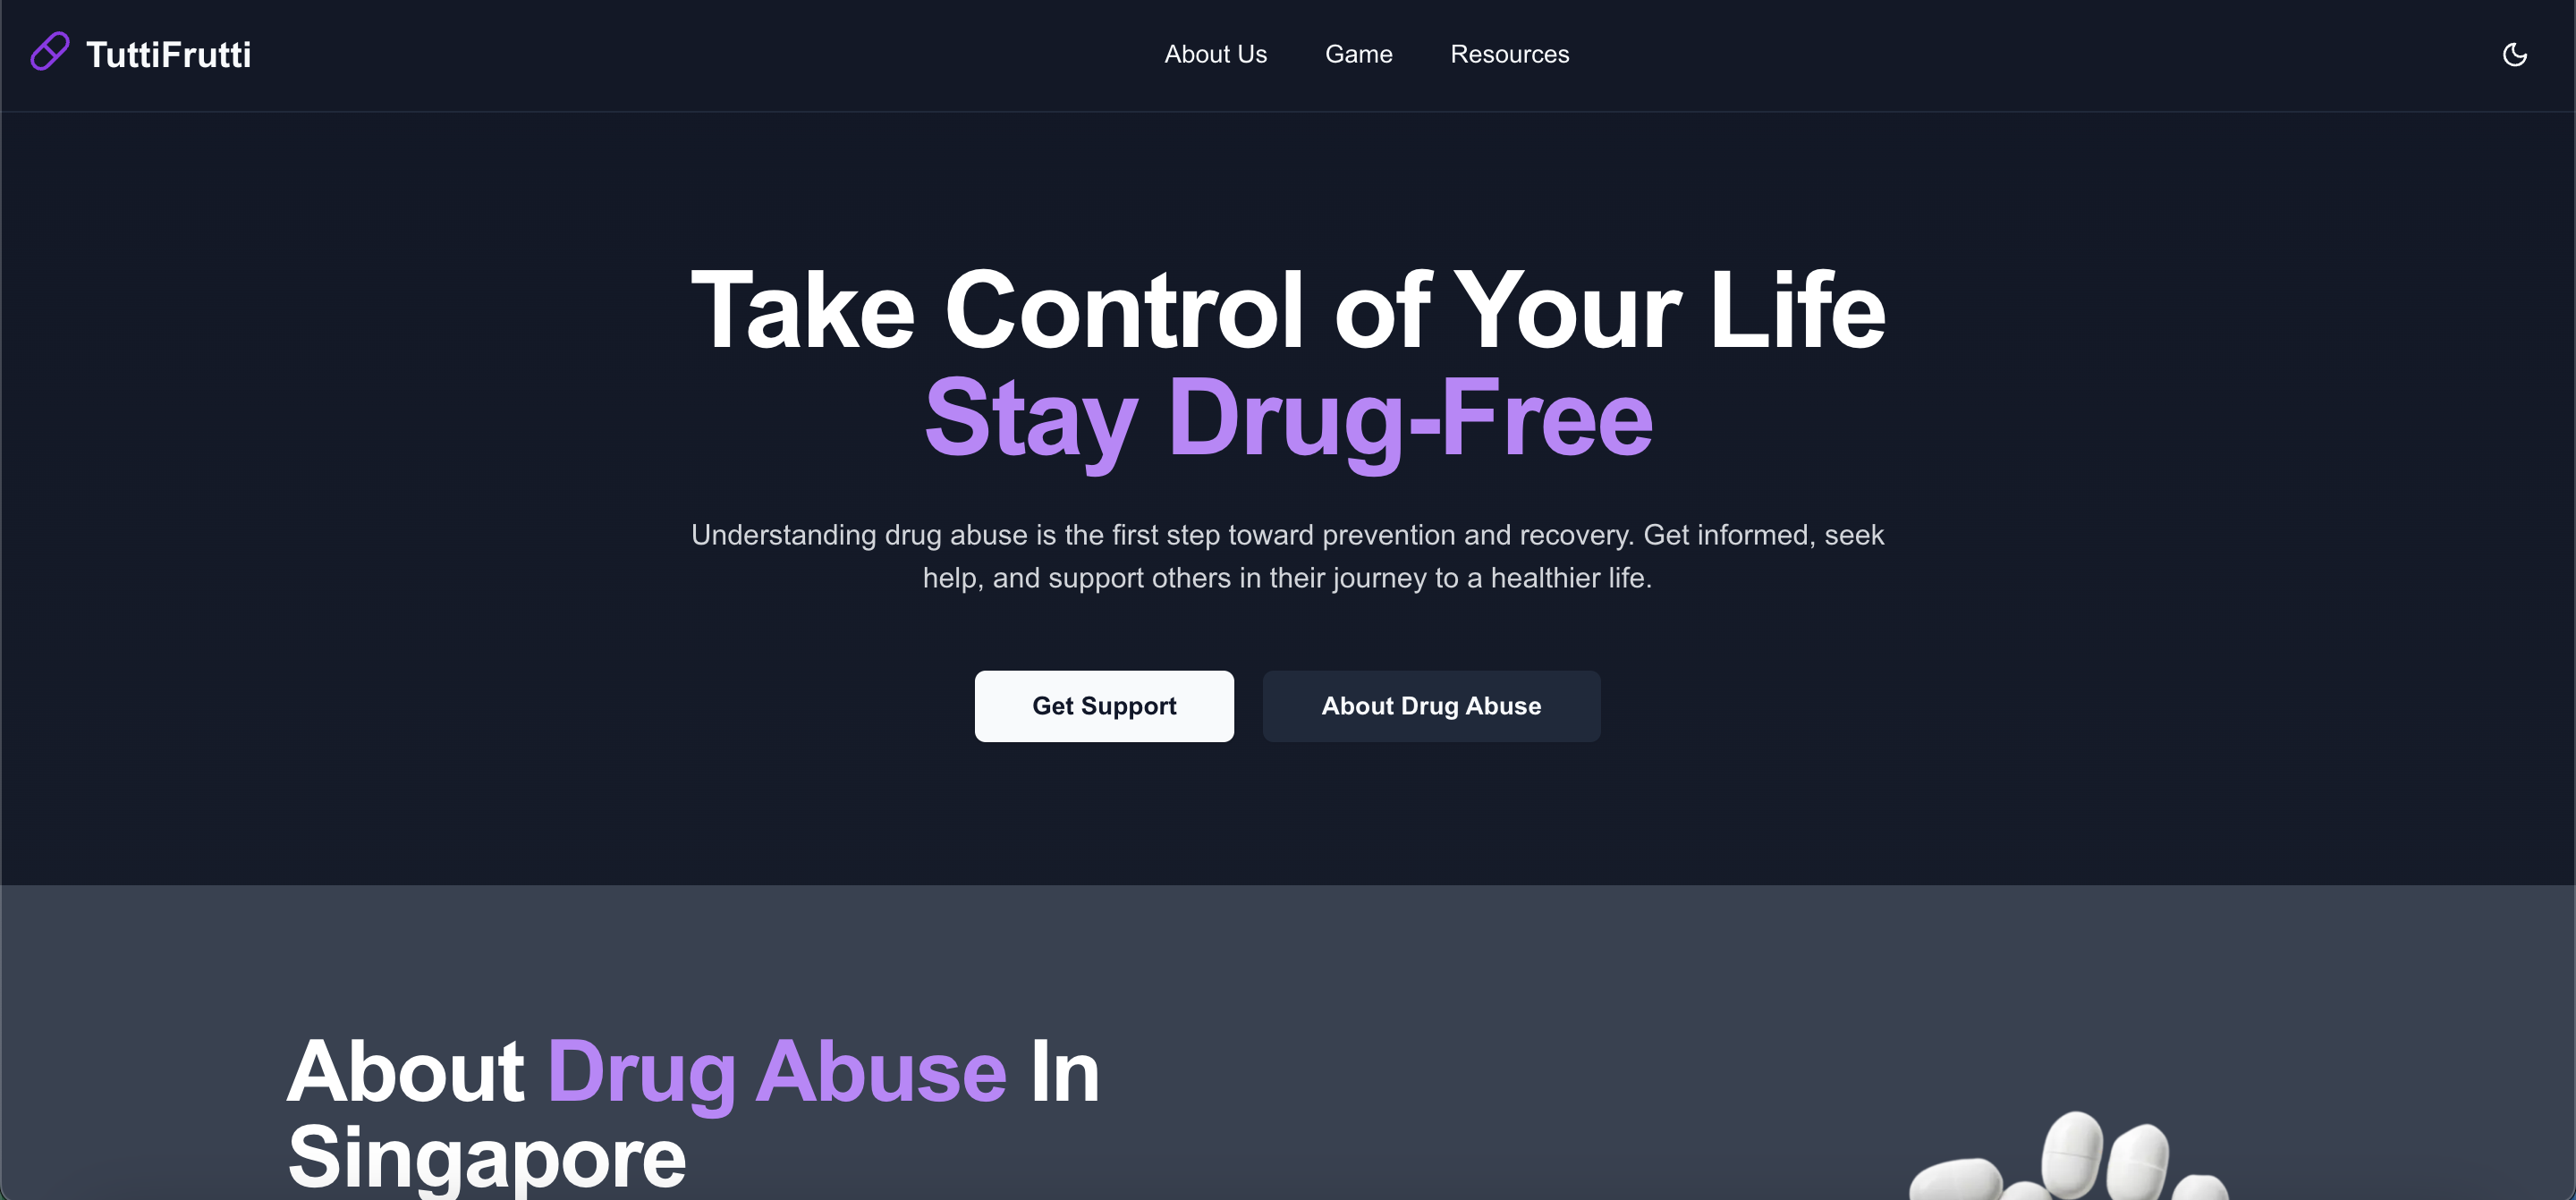 TuttiFrutti
About Us
Game
Resources
Take Control of Your Life
Stay Drug-Free
Understanding drug abuse is the first step toward prevention and recovery. Get informed, seek
help, and support others in their journey to a healthier life.
Get Support
About Drug Abuse
About Drug Abuse In
Singapore